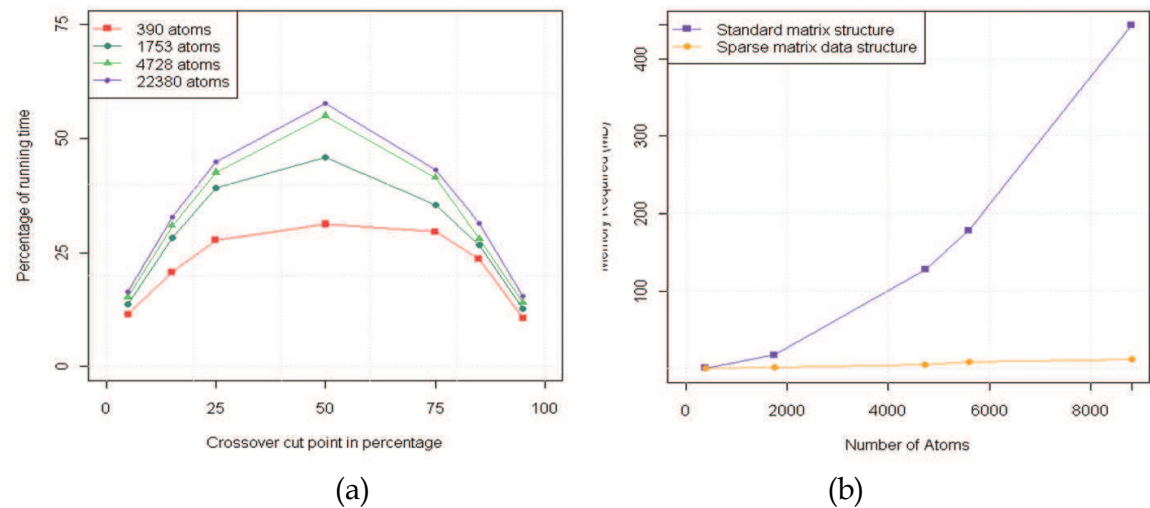 75
50
25
0
Percentage of running time
390 atoms
1753 atoms
4728 atoms
22380 atoms
0 25 50 75 100
Crossover cut point in percentage
(a)
400
300
200
100
Standard matrix structure
Sparse matrix data structure
0 2000 4000 6000 8000
Number of Atoms
(b)